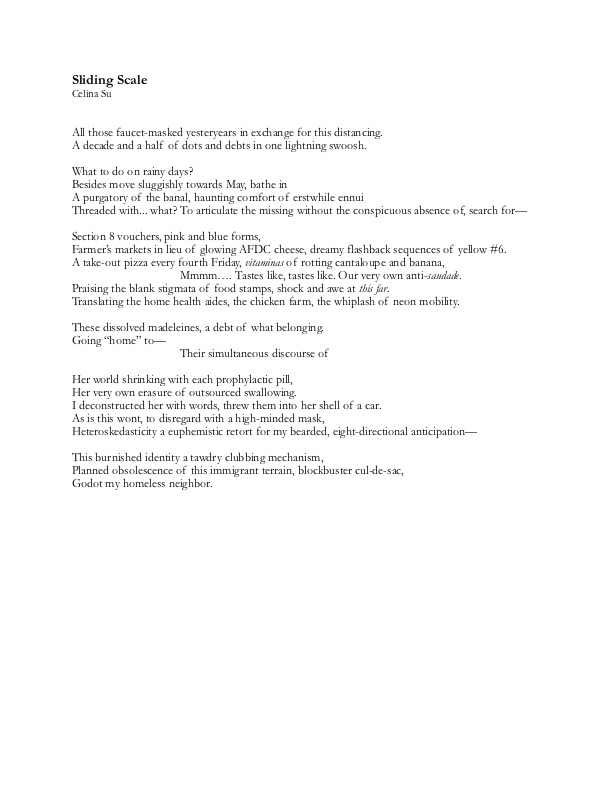 Sliding Scale
Celina Su
All those faucet-masked yesteryears in exchange for this distancing.
A decade and a half of dots and debts in one lightning swoosh.
What to do on rainy days?
Besides move sluggishly towards May, bathe in
A purgatory of the banal, haunting comfort of erstwhile ennui
Threaded with... what? To articulate the missing without the conspicuous absence of, search for—
Section 8 vouchers, pink and blue forms,
Farmer's markets in lieu of glowing AFDC cheese, dreamy flashback sequences of yellow #6.
A take-out pizza every fourth Friday, vitaminas of rotting cantaloupe and banana,
Mmmm…. Tastes like, tastes like. Our very own anti-saudade.
Praising the blank stigmata of food stamps, shock and awe at this far.
Translating the home health aides, the chicken farm, the whiplash of neon mobility.
These dissolved madeleines, a debt of what belonging.
Going “home” to—
Their simultaneous discourse of
Her world shrinking with each prophylactic pill,
Her very own erasure of outsourced swallowing.
I deconstructed her with words, threw them into her shell of a car.
As is this wont, to disregard with a high-minded mask,
Heteroskedasticity a euphemistic retort for my bearded, eight-directional anticipation—
This burnished identity a tawdry clubbing mechanism,
Planned obsolescence of this immigrant terrain, blockbuster cul-de-sac,
Godot my homeless neighbor.